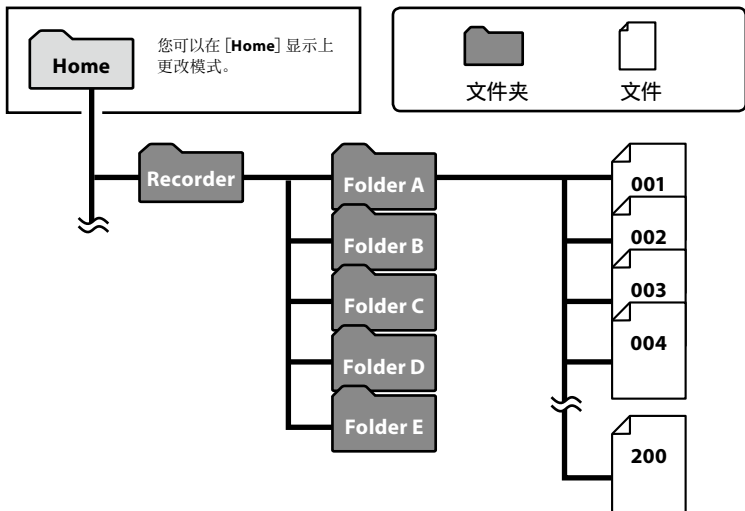 Home
您可以在［Home］显示上
更改模式。
文件夹
文件
Recorder
Folder A
Folder B
Folder C
Folder D
Folder E
001
002
003
004
200